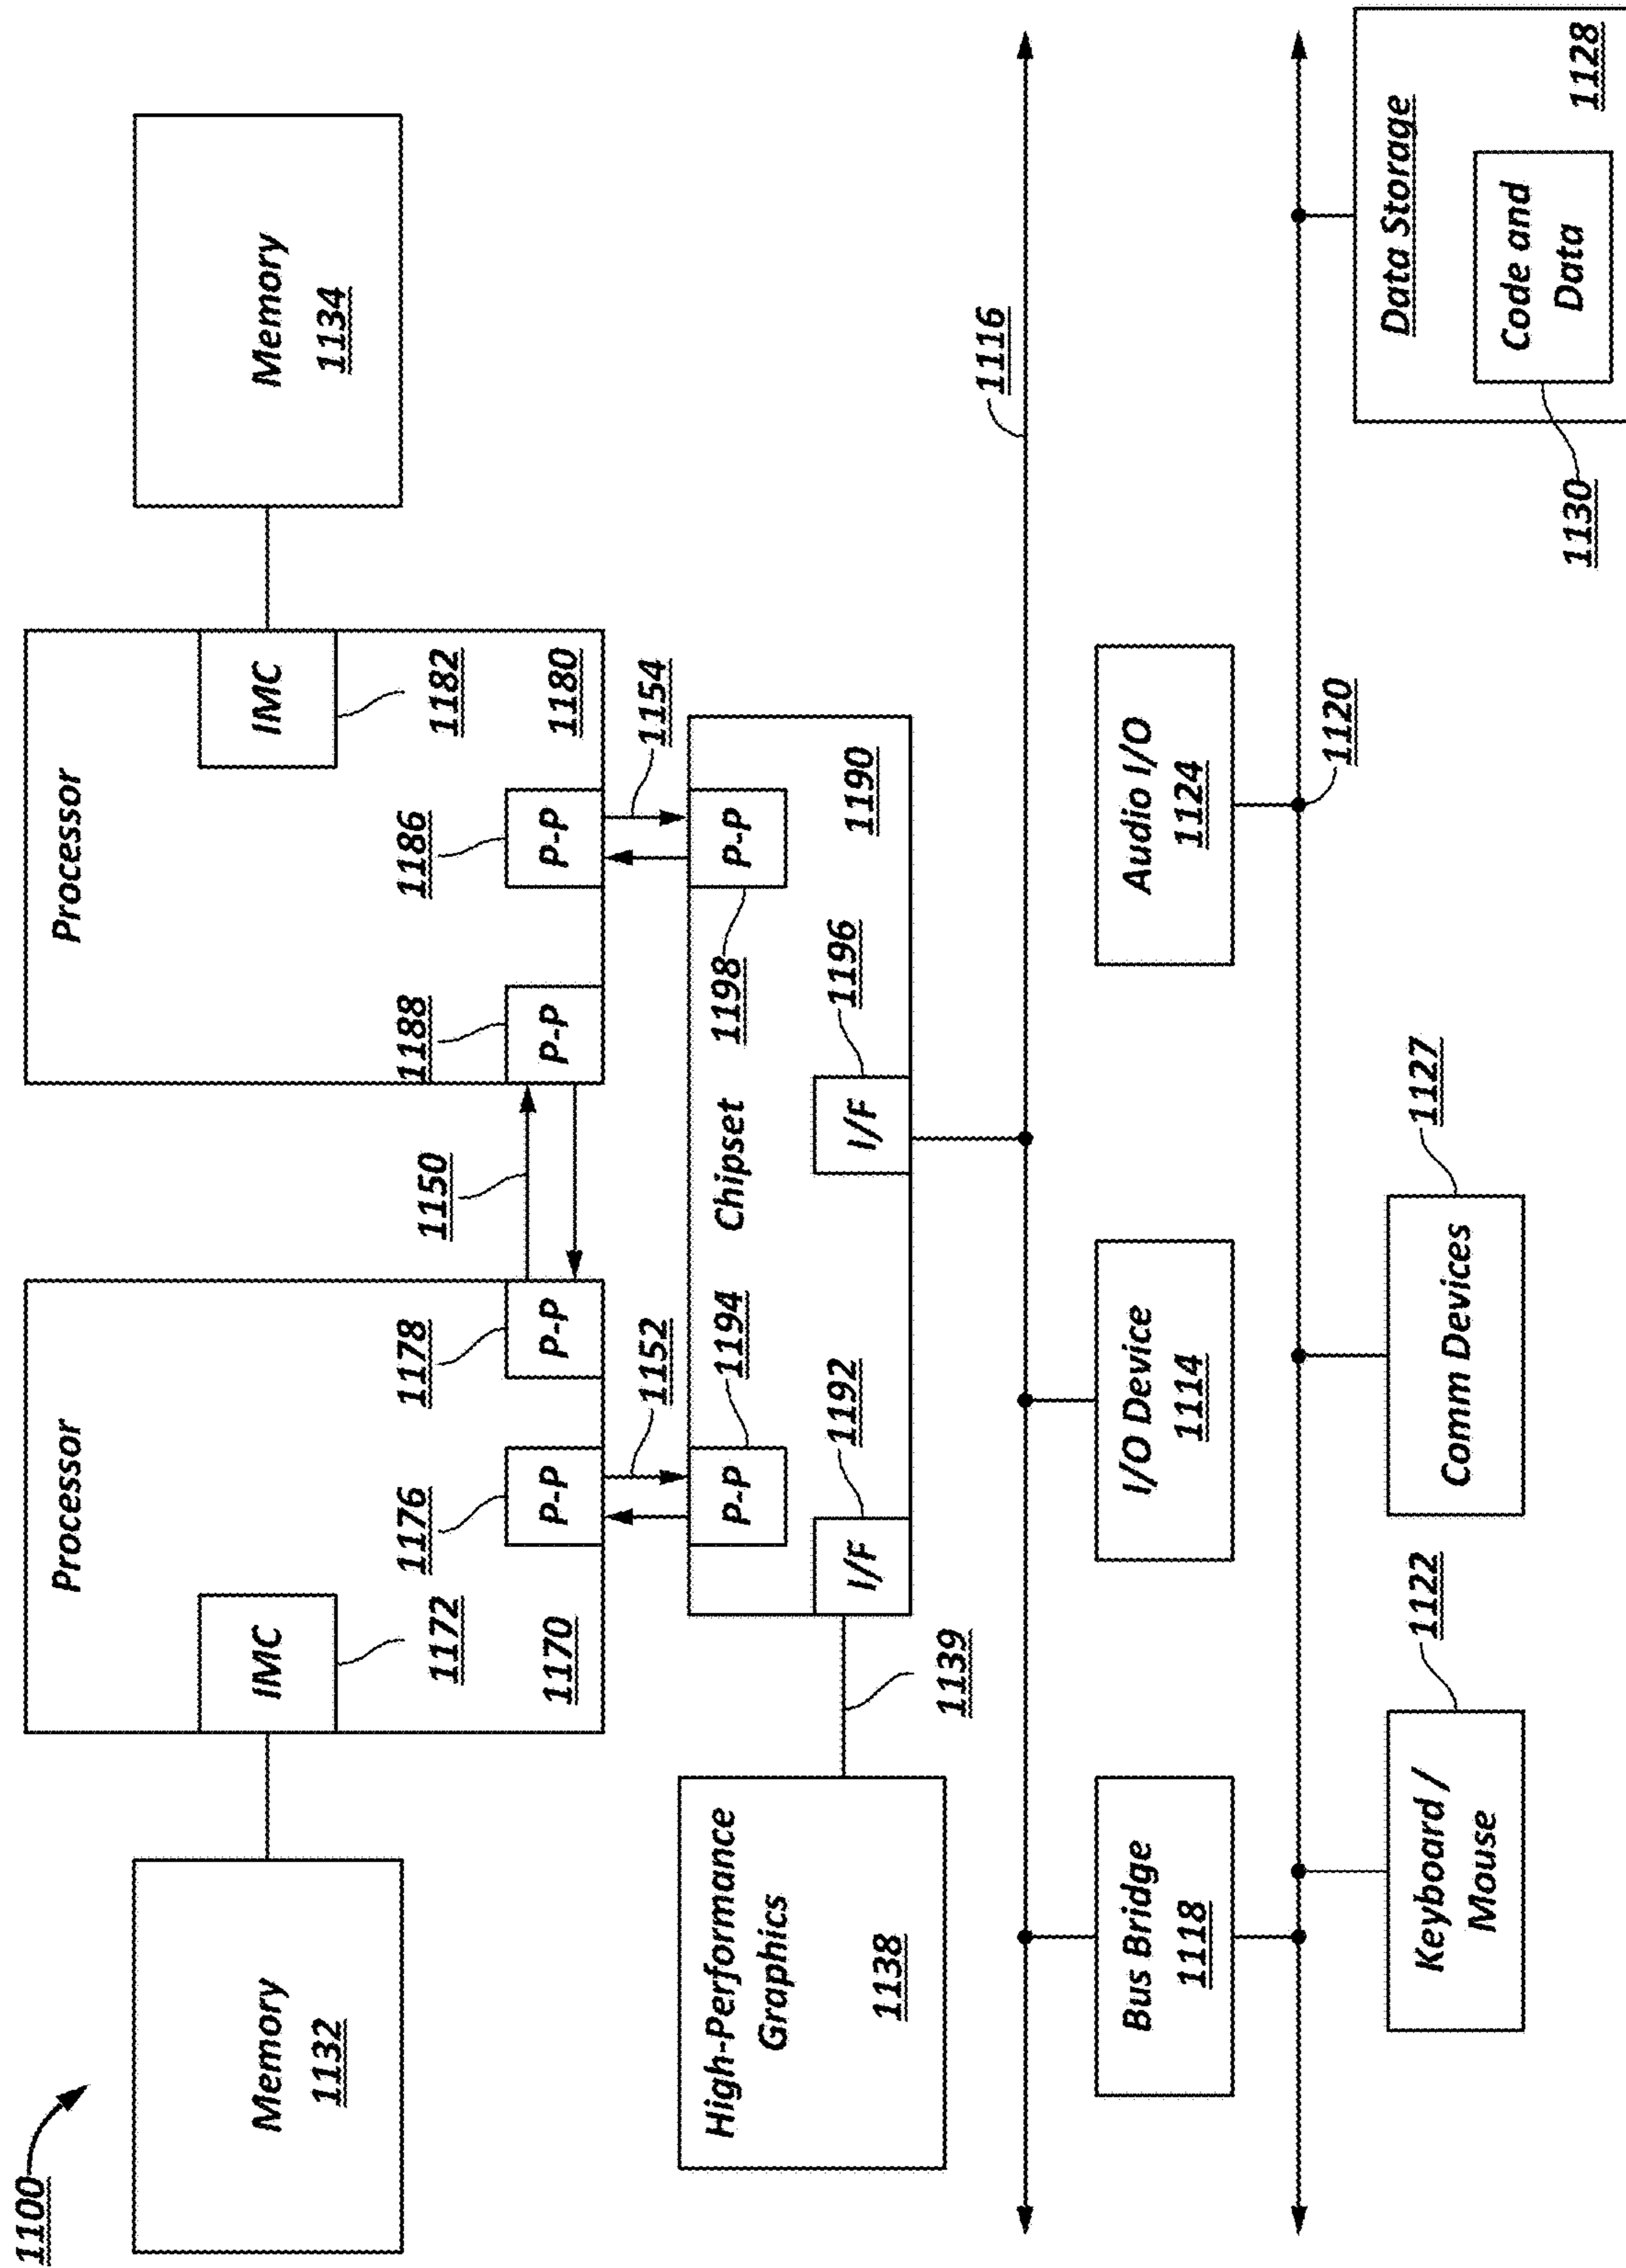 1100
Processor
Processor
Memory
1132
IMC
1172
1170
1176
P-P
1178
P-P
1150
1188
P-P
1186
P-P
IMC
1182
1180
Memory
1134
1152
1154
High-Performance
Graphics
1138
1139
P-P
1194
Chipset
1198
P-P
1190
I/F
1192
I/F
1196
1116
Bus Bridge
1118
I/O Device
1114
Audio I/O
1124
1120
Keyboard /
Mouse
1122
Comm Devices
1127
Data Storage
Code and
Data
1130
1128